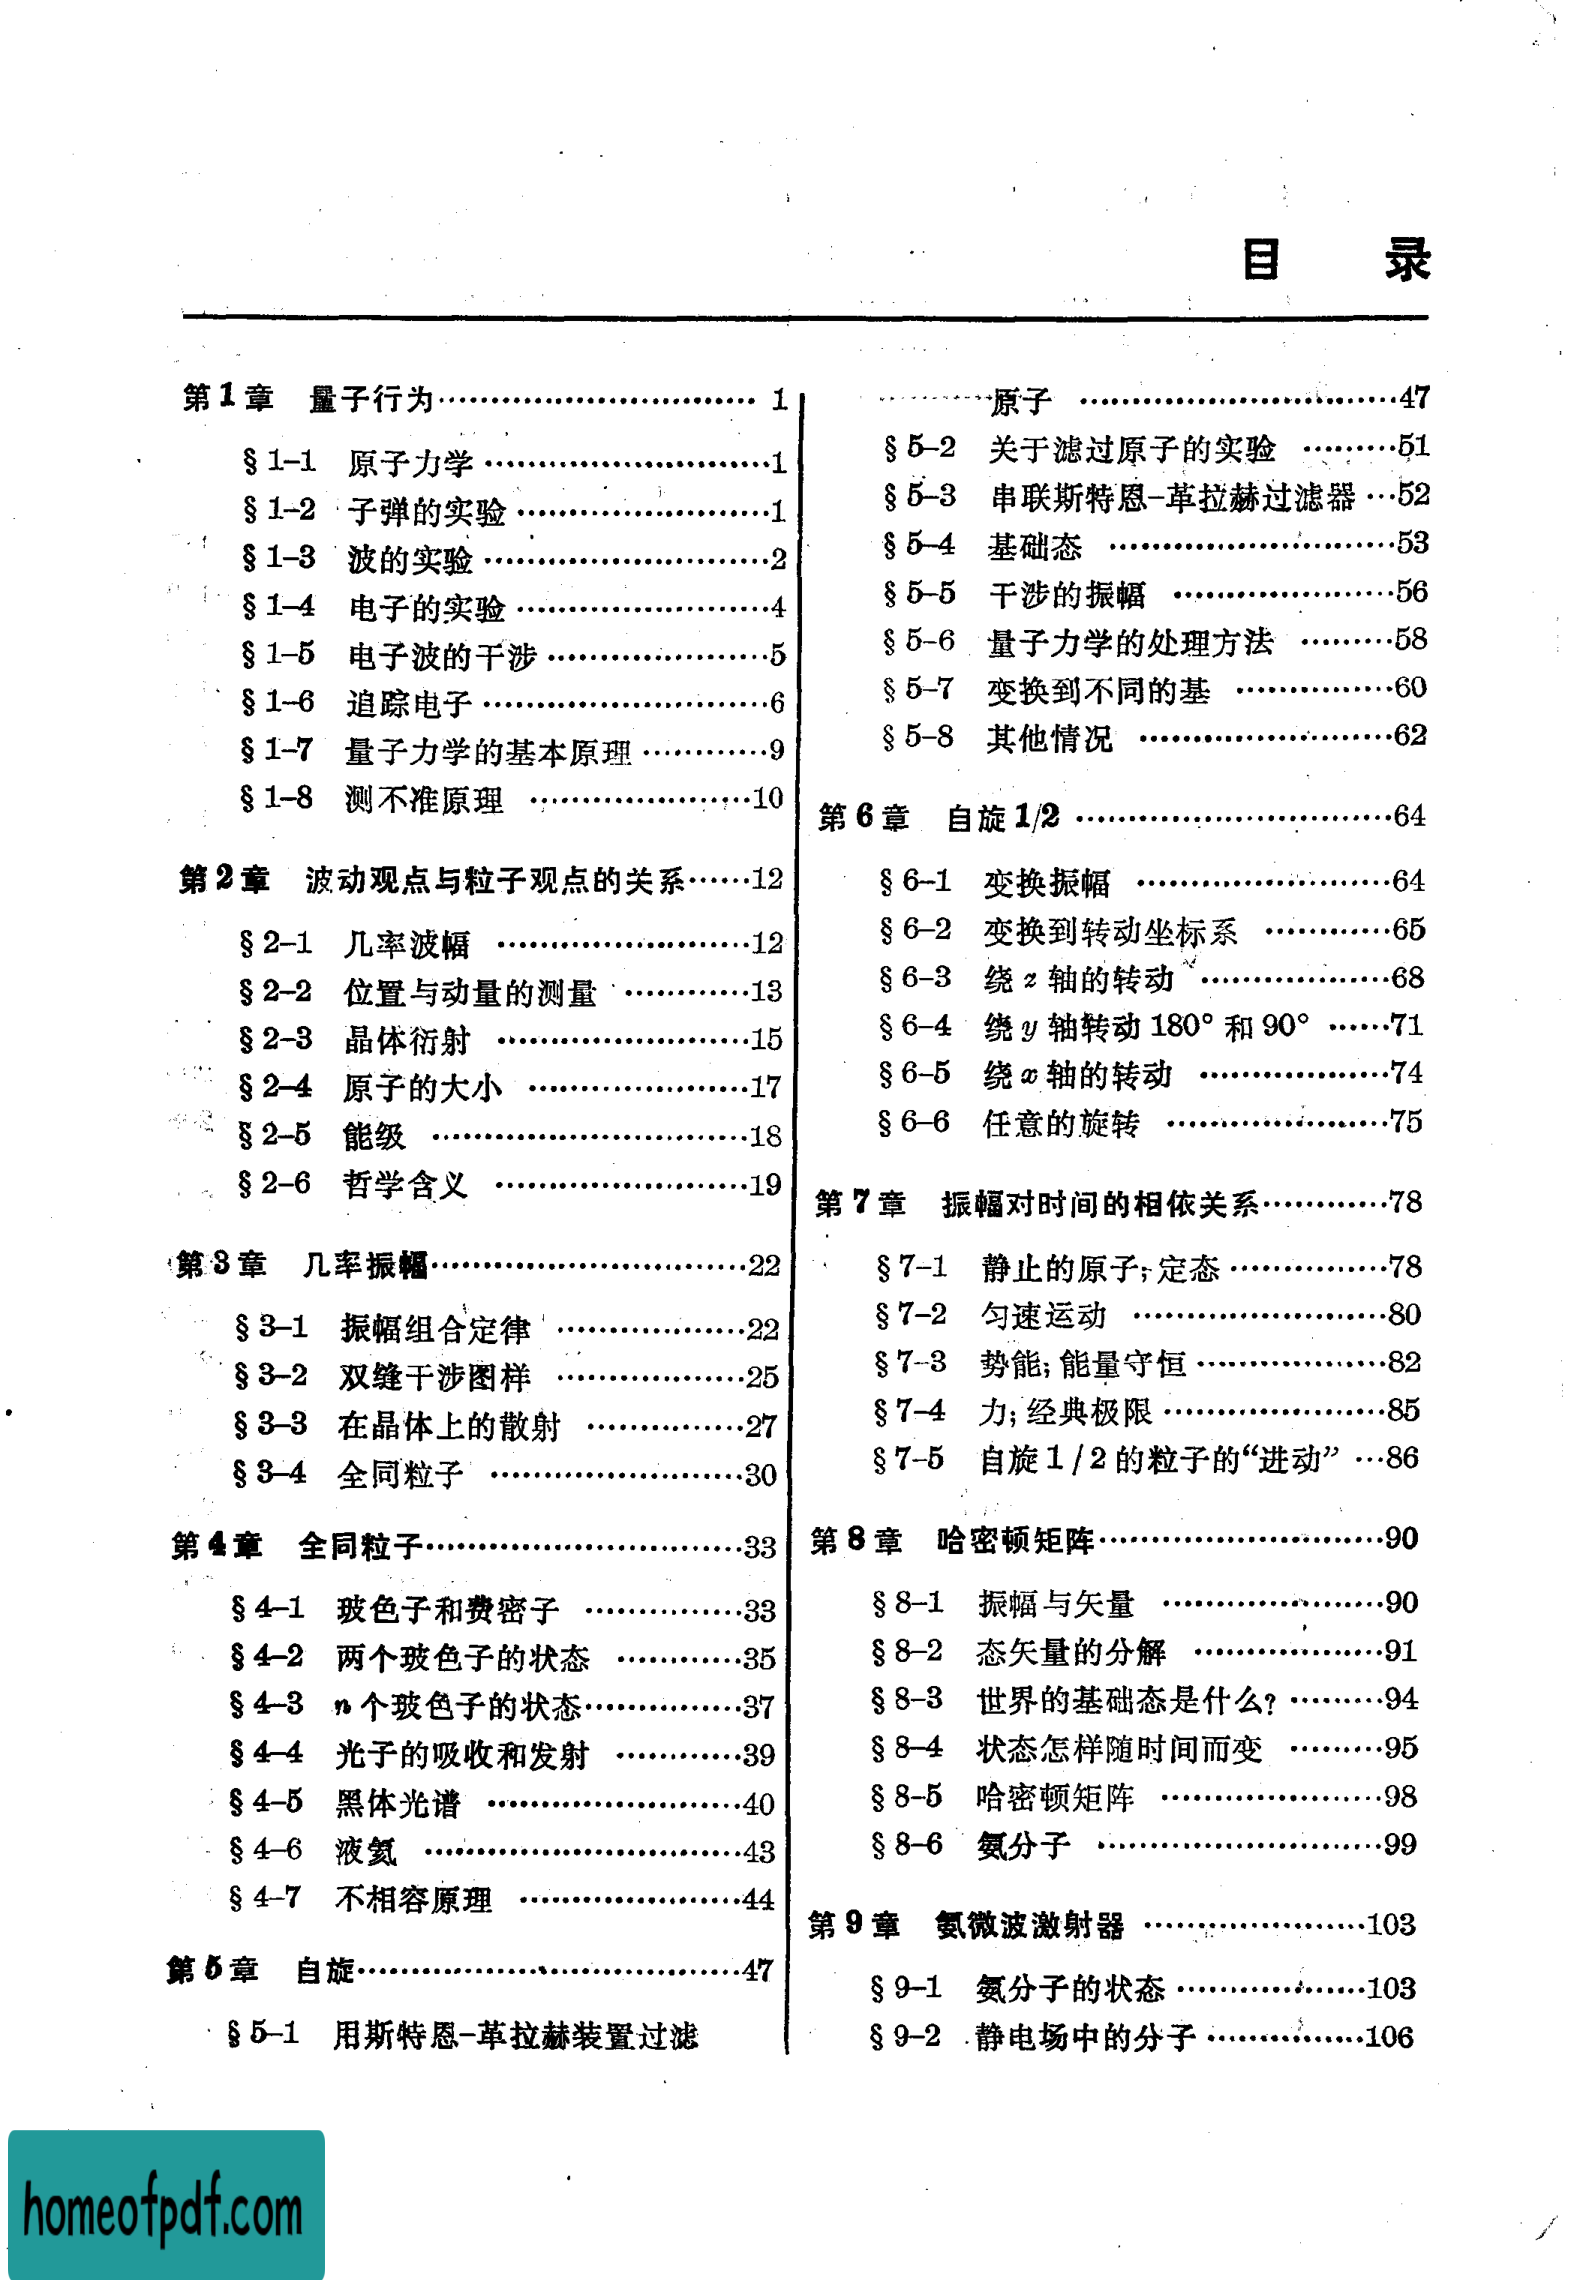 目 录
第1章 量子行为…………………………1
§1-1 原子力学………………………1
§1-2 子弹的实验……………………1
§1-3 波的实验………………………2
§1-4 电子的实验……………………4
§1-5 电子波的干涉…………………5
§1-6 追踪电子………………………6
§1-7 量子力学的基本原理…………9
§1-8 测不准原理…………………10
第2章 波动观点与粒子观点的关系……12
§2-1 几率波幅……………………12
§2-2 位置与动量的测量…………13
§2-3 晶体衍射……………………15
§2-4 原子的大小…………………17
§2-5 能级…………………………18
§2-6 哲学含义……………………19
第3章 几率振幅…………………………22
§3-1 振幅组合定律………………22
§3-2 双缝干涉图样………………25
§3-3 在晶体上的散射……………27
§3-4 全同粒子……………………30
第4章 全同粒子…………………………33
§4-1 玻色子和费密子……………33
§4-2 两个玻色子的状态…………35
§4-3 n个玻色子的状态……………37
§4-4 光子的吸收和发射…………39
§4-5 黑体光谱……………………40
§4-6 液氦…………………………43
§4-7 不相容原理…………………44
第5章 自旋………………………………47
§5-1 用斯特恩-革拉赫装置过滤
原子…………………………47
§5-2 关于滤过原子的实验………51
§5-3 串联斯特恩-革拉赫过滤器…52
§5-4 基础态………………………53
§5-5 干涉的振幅…………………56
§5-6 量子力学的处理方法………58
§5-7 变换到不同的基……………60
§5-8 其他情况……………………62
第6章 自旋1/2…………………………64
§6-1 变换振幅……………………64
§6-2 变换到转动坐标系…………65
§6-3 绕z轴的转动………………68
§6-4 绕y轴转动180°和90°……71
§6-5 绕x轴的转动………………74
§6-6 任意的旋转…………………75
第7章 振幅对时间的相依关系…………78
§7-1 静止的原子;定态……………78
§7-2 匀速运动……………………80
§7-3 势能;能量守恒………………82
§7-4 力;经典极限…………………85
§7-5 自旋1/2的粒子的“进动”…86
第8章 哈密顿矩阵………………………90
§8-1 振幅与矢量…………………90
§8-2 态矢量的分解………………91
§8-3 世界的基础态是什么?………94
§8-4 状态怎样随时间而变………95
§8-5 哈密顿矩阵…………………98
§8-6 氨分子………………………99
第9章 氨微波激射器…………………103
§9-1 氨分子的状态………………103
§9-2 静电场中的分子……………106
homeofpdf.com